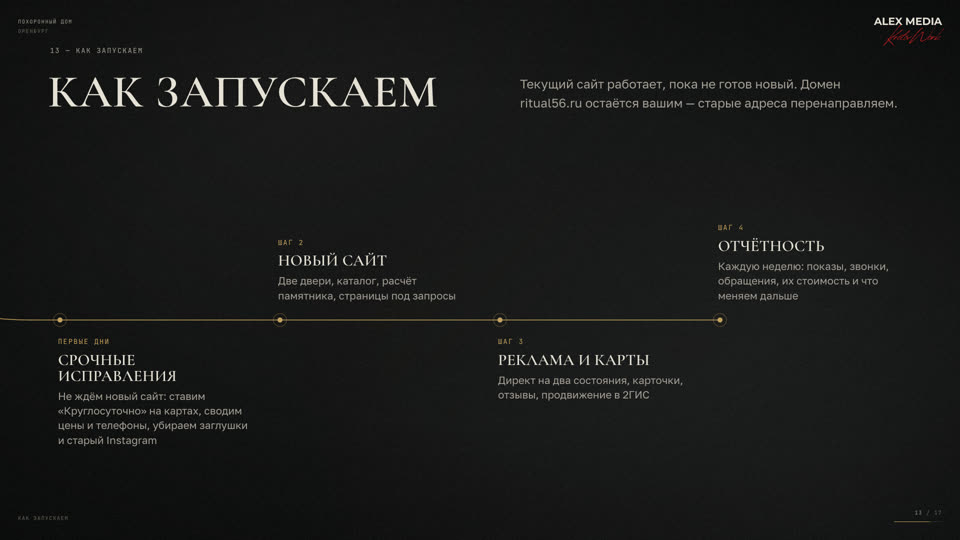 ПОХОРОННЫЙ ДОМ
ОРЕНБУРГ
ALEX MEDIA
13 — КАК ЗАПУСКАЕМ
КАК ЗАПУСКАЕМ
Текущий сайт работает, пока не готов новый. Домен
ritual56.ru остаётся вашим — старые адреса перенаправляем.
ПЕРВЫЕ ДНИ
СРОЧНЫЕ
ИСПРАВЛЕНИЯ
Не ждём новый сайт: ставим
«Круглосуточно» на картах, сводим
цены и телефоны, убираем заглушки
и старый Instagram
ШАГ 2
НОВЫЙ САЙТ
Две двери, каталог, расчёт
памятника, страницы под запросы
ШАГ 3
РЕКЛАМА И КАРТЫ
Директ на два состояния, карточки,
отзывы, продвижение в 2ГИС
ШАГ 4
ОТЧЁТНОСТЬ
Каждую неделю: показы, звонки,
обращения, их стоимость и что
меняем дальше
КАК ЗАПУСКАЕМ
13 / 17